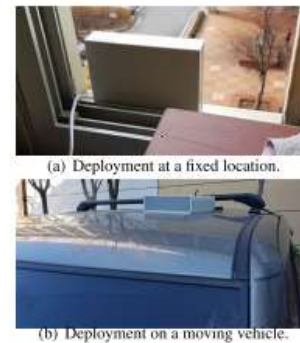 (a) Deployment at a fixed location.
(b) Deployment on a moving vehicle.